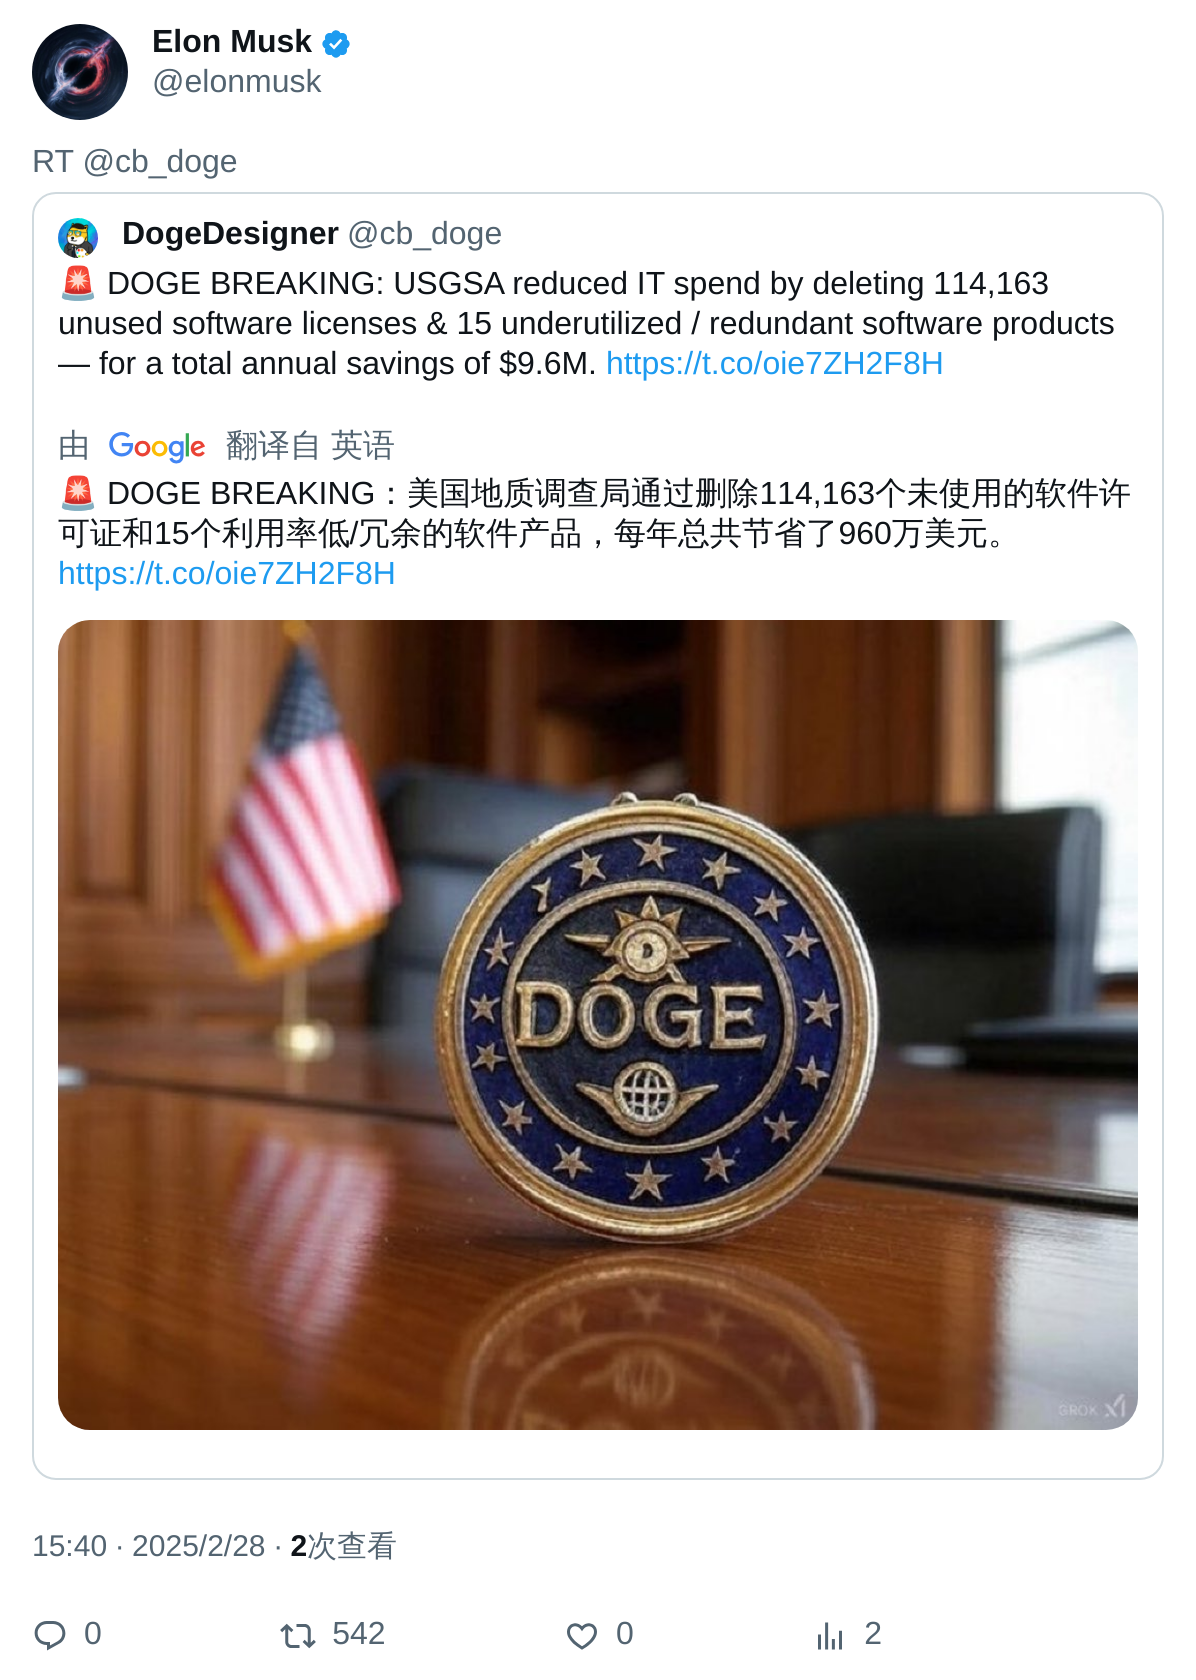 Elon Musk
@elonmusk
RT @cb_doge
DogeDesigner @cb_doge
🚨 DOGE BREAKING: USGSA reduced IT spend by deleting 114,163
unused software licenses & 15 underutilized / redundant software products
— for a total annual savings of $9.6M. https://t.co/oie7ZH2F8H
由 Google 翻译自 英语
🚨 DOGE BREAKING：美国地质调查局通过删除114,163个未使用的软件许
可证和15个利用率低/冗余的软件产品，每年总共节省了960万美元。
https://t.co/oie7ZH2F8H
D
DOGE
GROK
15:40 · 2025/2/28 · 2次查看
0 542 0 2